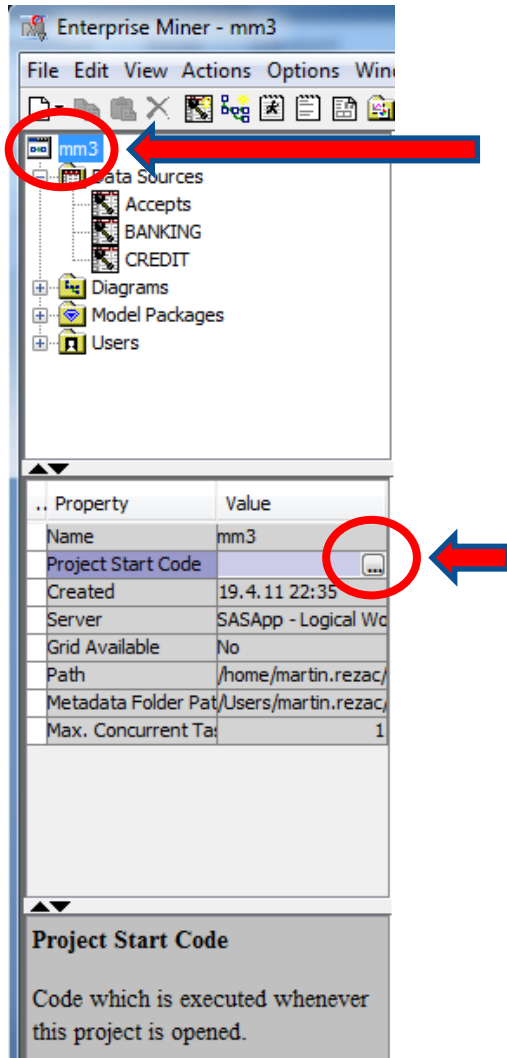 Enterprise Miner - mm3
File Edit View Actions Options Win
mm3
Data Sources
Accepts
BANKING
CREDIT
Diagrams
Model Packages
Users
.. Property Value
Name mm3
Project Start Code ...
Created 19.4.11 22:35
Server SASApp - Logical Wo
Grid Available No
Path /home/martin.rezac/
Metadata Folder Pat /Users/martin.rezac/
Max. Concurrent Ta 1
Project Start Code
Code which is executed whenever
this project is opened.